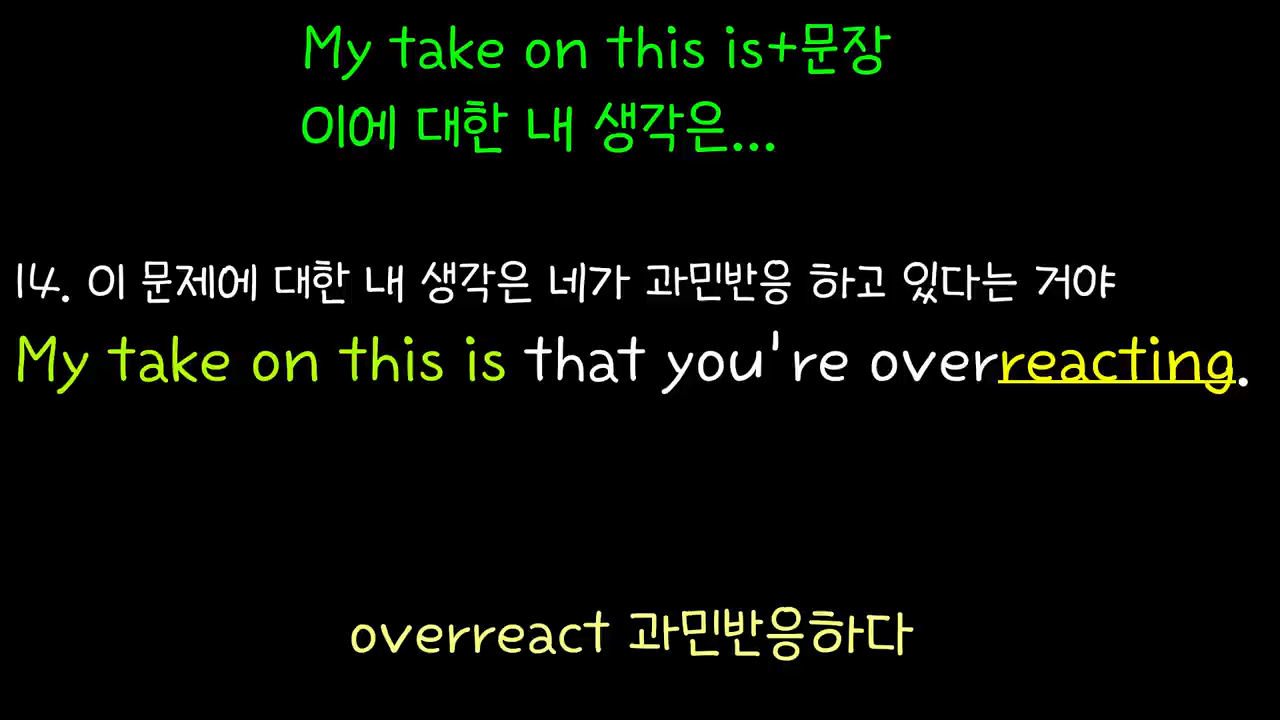 My take on this is+문장
이에 대한 내 생각은...
14. 이 문제에 대한 내 생각은 네가 과민반응 하고 있다는 거야
My take on this is that you're overreacting.
overreact 과민반응하다